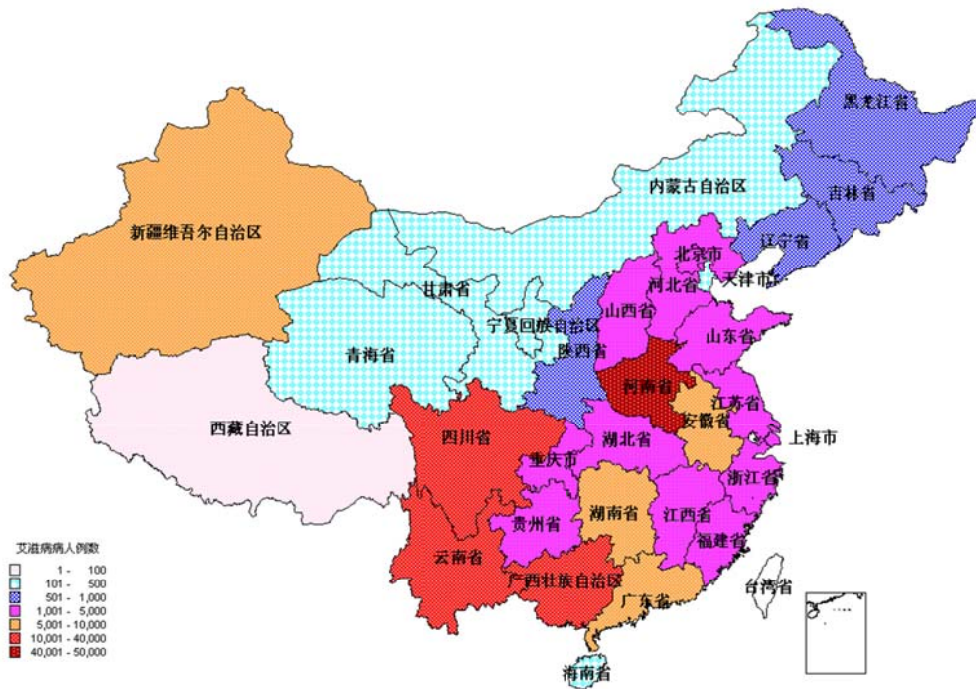 黑龙江省
内蒙古自治区
吉林省
新疆维吾尔自治区
辽宁省
北京市
天津市
甘肃省
河北省
山西省
宁夏回族自治区
山东省
陕西省
青海省
河南省
江苏省
安徽省
西藏自治区
四川省
湖北省
上海市
重庆市
浙江省
贵州省
湖南省
江西省
福建省
云南省
广西壮族自治区
台湾省
广东省
海南省
艾滋病病人例数
1 - 100
101 - 500
501 - 1,000
1,001 - 5,000
5,001 - 10,000
10,001 - 40,000
40,001 - 50,000